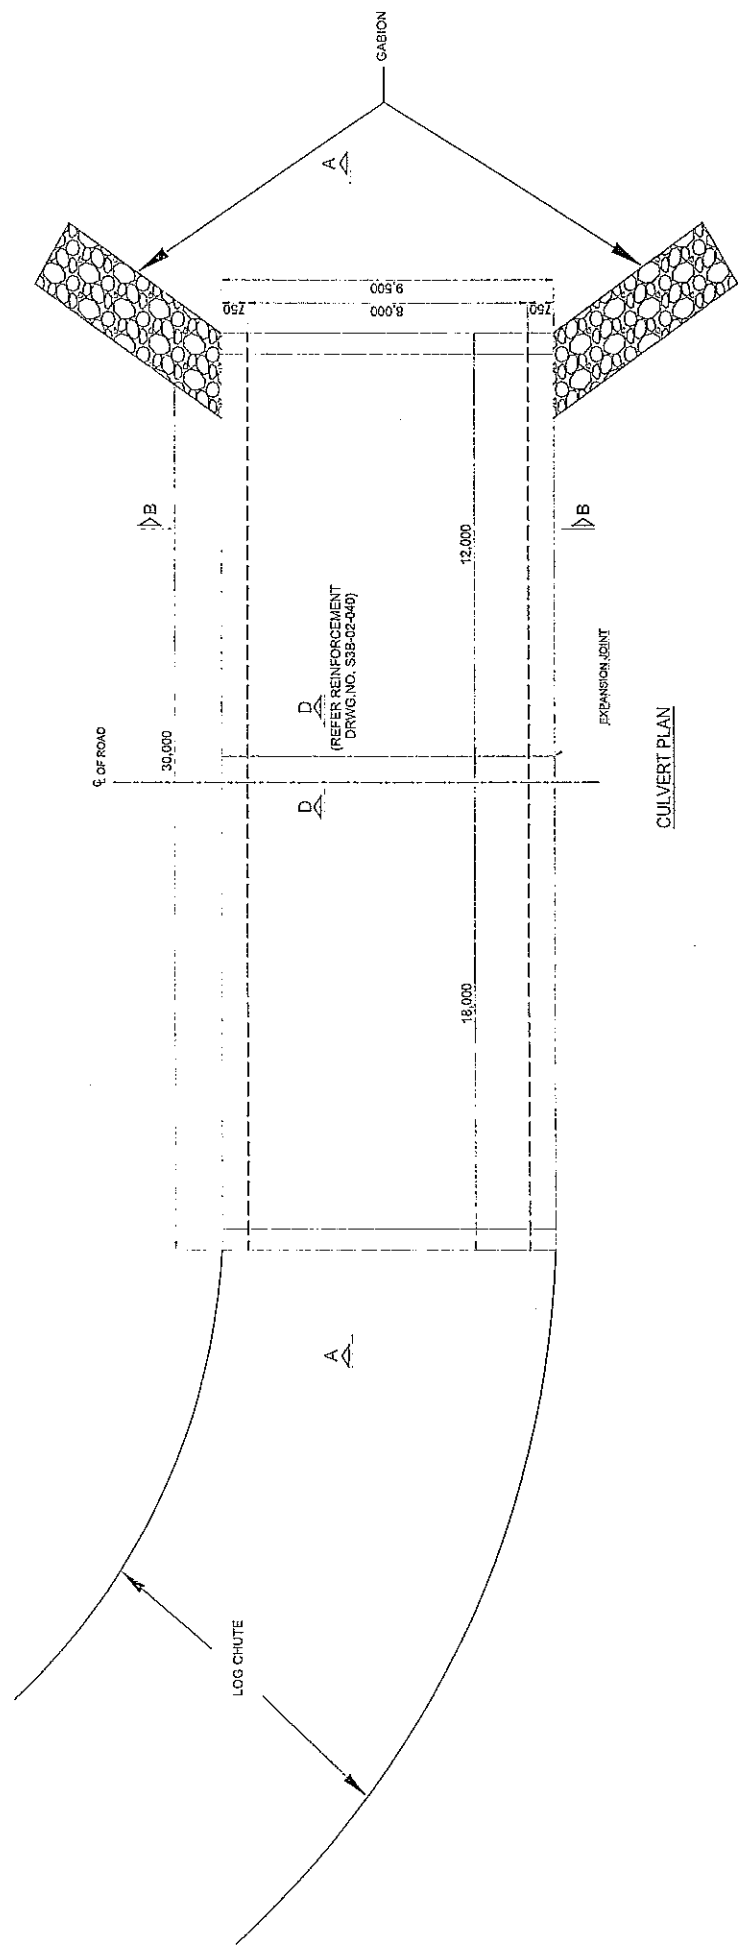 GABION
A
9,500
750
8,000
750
B
B
12,000
(REFER REINFORCEMENT
DRWG.NO. S3B-02-040)
D
D
℄ OF ROAD
30,000
EXPANSION JOINT
CULVERT PLAN
18,000
A
LOG CHUTE